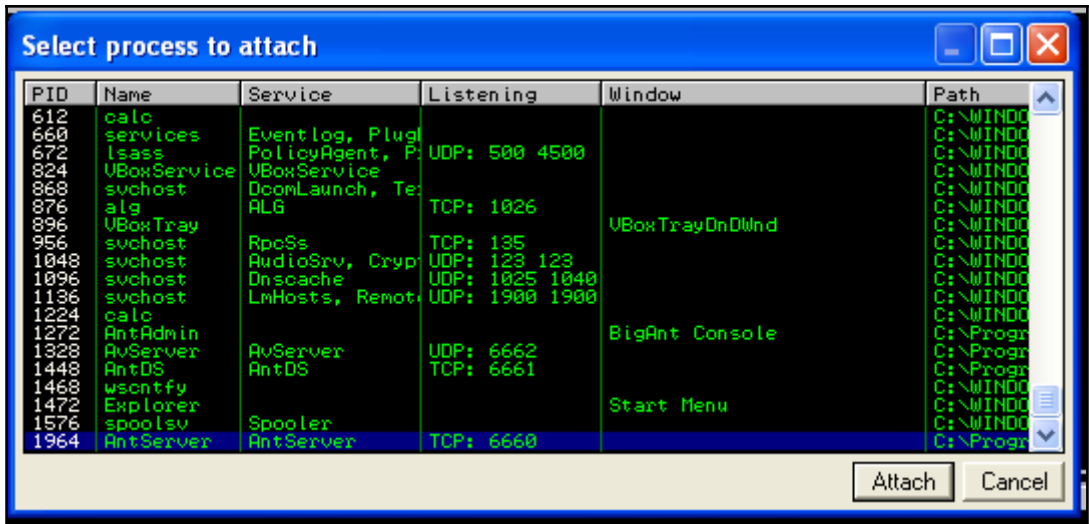 Select process to attach
PID Name Service Listening Window Path
612 calc C:\WINDO
660 services Eventlog, Plug C:\WINDO
672 lsass PolicyAgent, P UDP: 500 4500 C:\WINDO
824 VBoxService VBoxService C:\WINDO
868 svchost DcomLaunch, Te C:\WINDO
876 alg ALG TCP: 1026 C:\WINDO
896 VBoxTray VBoxTrayDnDWnd C:\WINDO
956 svchost RpcSs TCP: 135 C:\WINDO
1048 svchost AudioSrv, Cryp UDP: 123 123 C:\WINDO
1096 svchost Dnscache UDP: 1025 1040 C:\WINDO
1136 svchost LmHosts, Remot UDP: 1900 1900 C:\WINDO
1224 calc C:\WINDO
1272 AntAdmin BigAnt Console C:\Progr
1328 AvServer AvServer UDP: 6662 C:\Progr
1448 AntDS AntDS TCP: 6661 C:\Progr
1468 wscntfy C:\WINDO
1472 Explorer Start Menu C:\WINDO
1576 spoolsv Spooler C:\WINDO
1964 AntServer AntServer TCP: 6660 C:\Progr
Attach Cancel